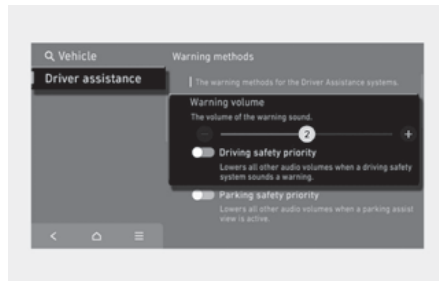 Vehicle
Warning methods
Driver assistance
The warning methods for the Driver Assistance systems.
Warning volume
The volume of the warning sound.
2
Driving safety priority
Lowers all other audio volumes when a driving safety
system sounds a warning.
Parking safety priority
Lowers all other audio volumes when a parking assist
view is active.